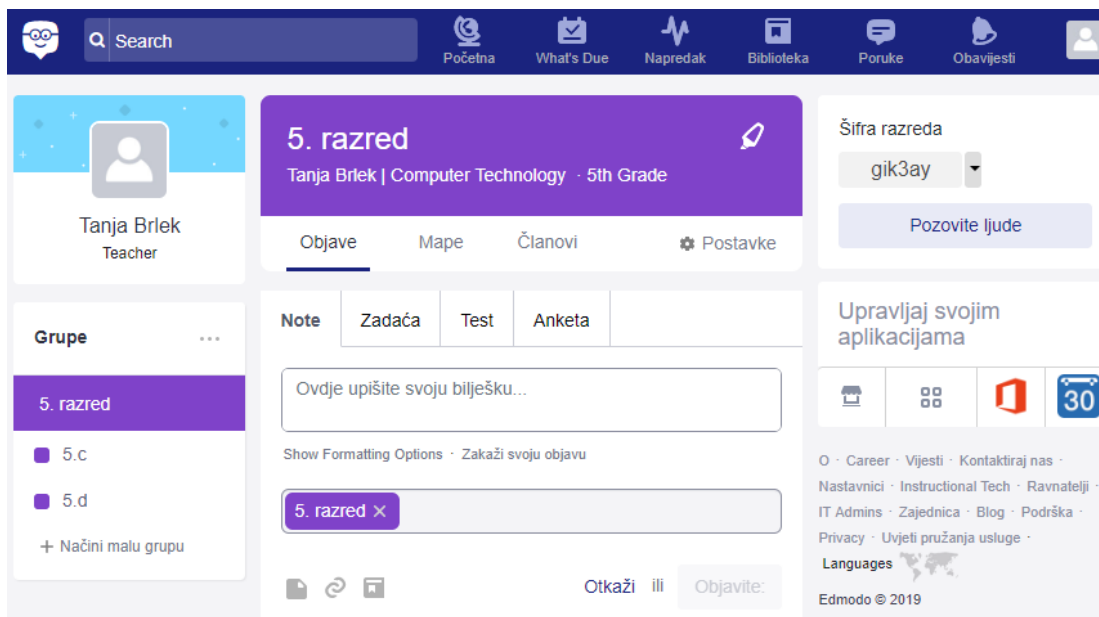 Search
Početna
What's Due
Napredak
Biblioteka
Poruke
Obavijesti
Tanja Brlek
Teacher
Grupe
...
5. razred
5.c
5.d
+ Načini malu grupu
5. razred
Tanja Brlek | Computer Technology · 5th Grade
Objave
Mape
Članovi
Postavke
Note
Zadaća
Test
Anketa
Ovdje upišite svoju bilješku...
Show Formatting Options · Zakaži svoju objavu
5. razred ×
Otkaži ili Objavite:
Šifra razreda
gik3ay
Pozovite ljude
Upravljaj svojim
aplikacijama
30
O · Career · Vijesti · Kontaktiraj nas ·
Nastavnici · Instructional Tech · Ravnatelji ·
IT Admins · Zajednica · Blog · Podrška ·
Privacy · Uvjeti pružanja usluge ·
Languages
Edmodo © 2019